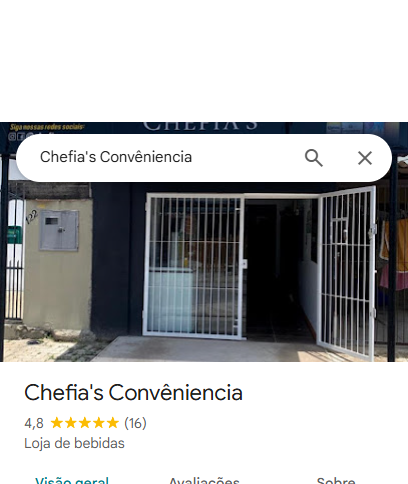 Siga nossas redes sociais
CHEFIA'S
Chefia's Convêniencia
122
Chefia's Convêniencia
4,8 (16)
Loja de bebidas
Visão geral Avaliações Sobre